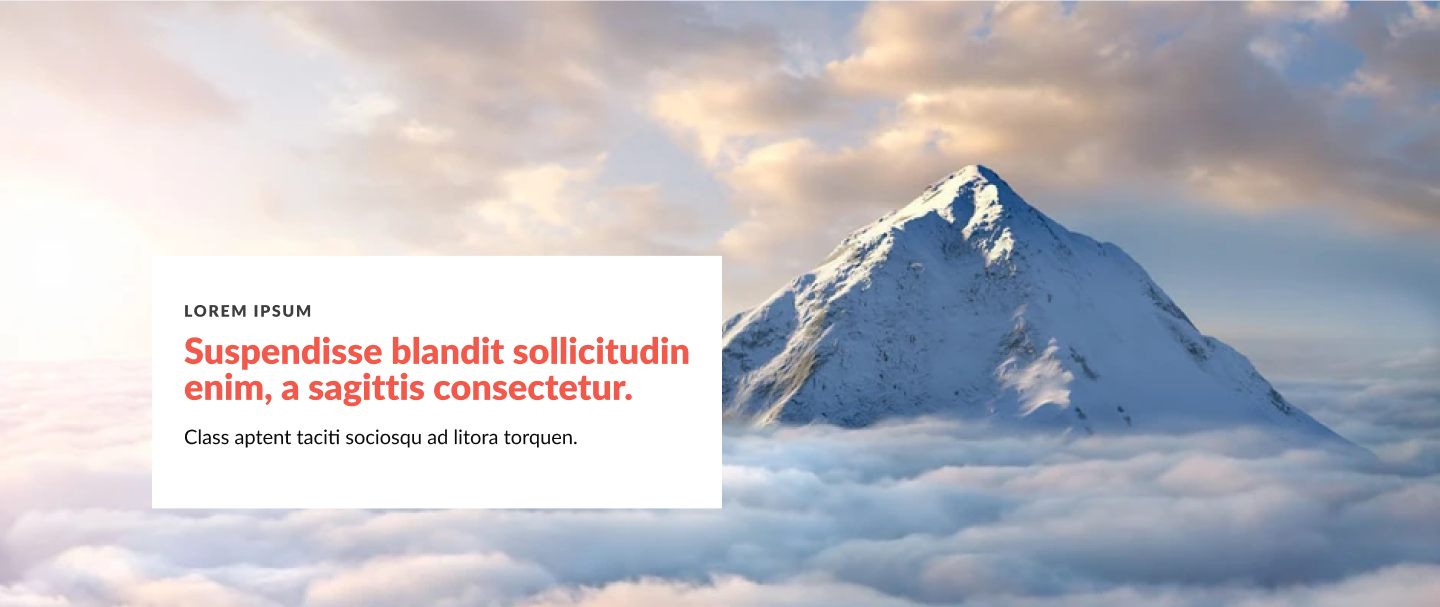 LOREM IPSUM
Suspendisse blandit sollicitudin
enim, a sagittis consectetur.
Class aptent taciti sociosqu ad litora torquen.